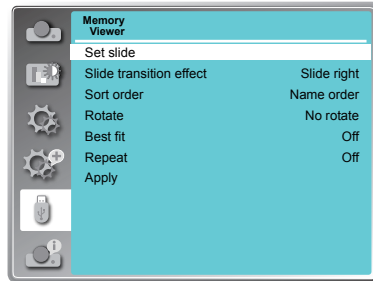 Memory
Viewer
Set slide
Slide transition effect Slide right
Sort order Name order
Rotate No rotate
Best fit Off
Repeat Off
Apply